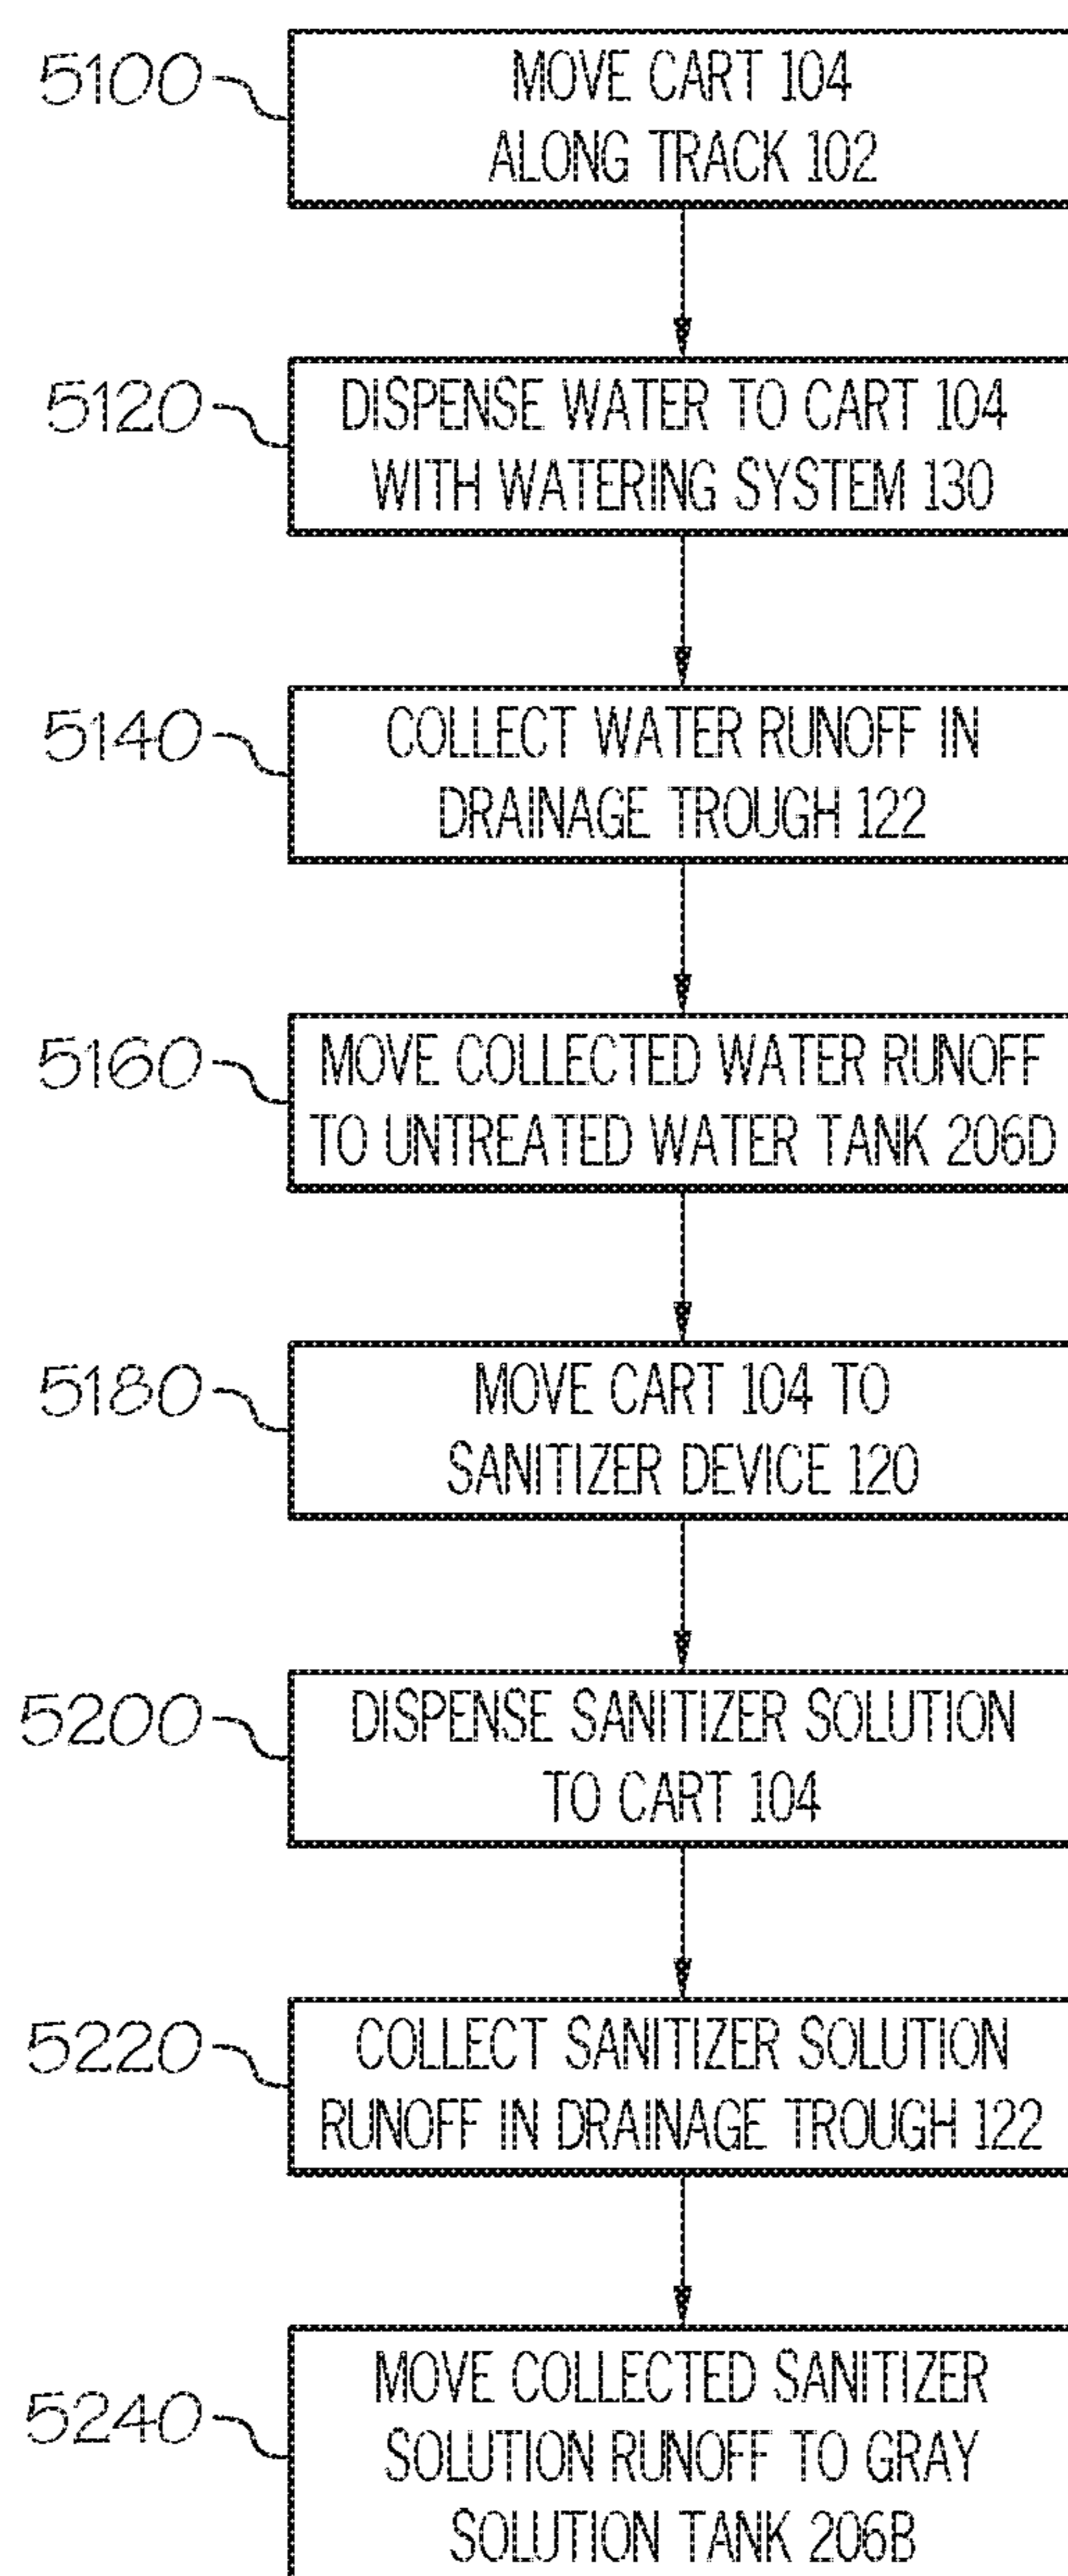 5100
MOVE CART 104
ALONG TRACK 102
5120
DISPENSE WATER TO CART 104
WITH WATERING SYSTEM 130
5140
COLLECT WATER RUNOFF IN
DRAINAGE TROUGH 122
5160
MOVE COLLECTED WATER RUNOFF
TO UNTREATED WATER TANK 206D
5180
MOVE CART 104 TO
SANITIZER DEVICE 120
5200
DISPENSE SANITIZER SOLUTION
TO CART 104
5220
COLLECT SANITIZER SOLUTION
RUNOFF IN DRAINAGE TROUGH 122
5240
MOVE COLLECTED SANITIZER
SOLUTION RUNOFF TO GRAY
SOLUTION TANK 206B